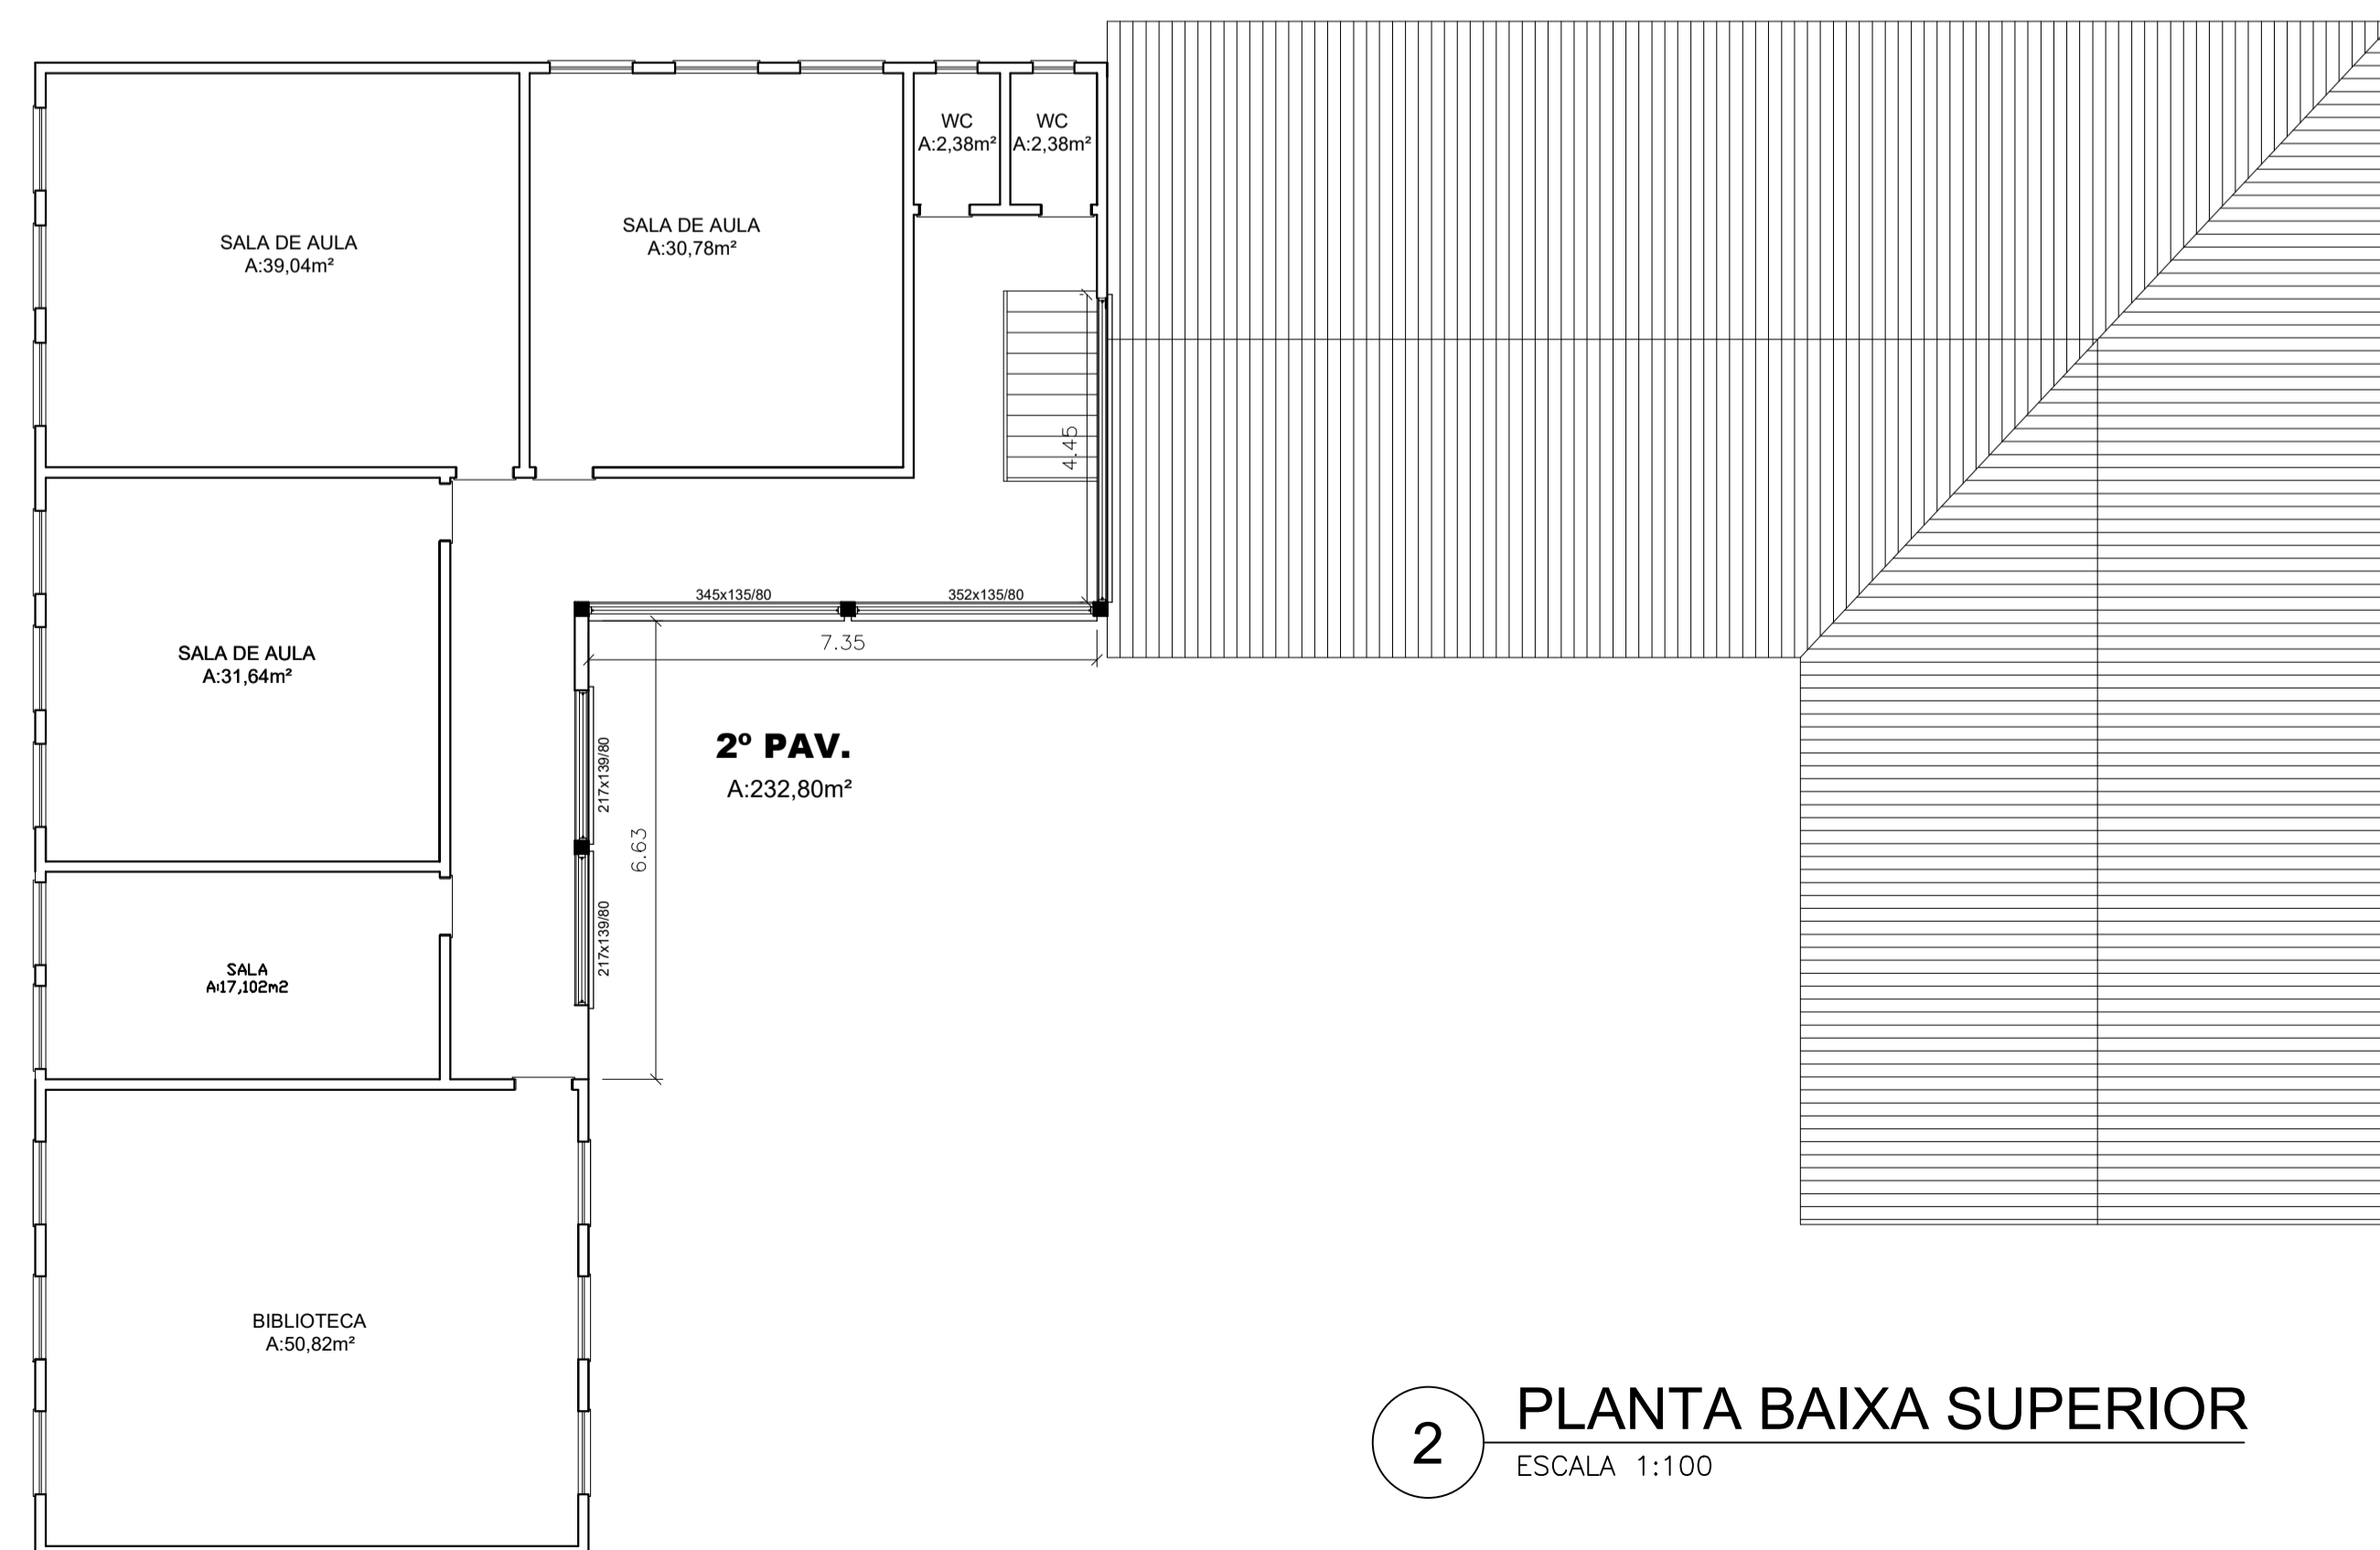 WC
A:2,38m²
WC
A:2,38m²
SALA DE AULA
A:39,04m²
SALA DE AULA
A:30,78m²
4.45
345x135/80
352x135/80
7.35
SALA DE AULA
A:31,64m²
2º PAV.
A:232,80m²
217x139/80
6.63
217x139/80
SALA
A:17,102m2
BIBLIOTECA
A:50,82m²
2
PLANTA BAIXA SUPERIOR
ESCALA 1:100